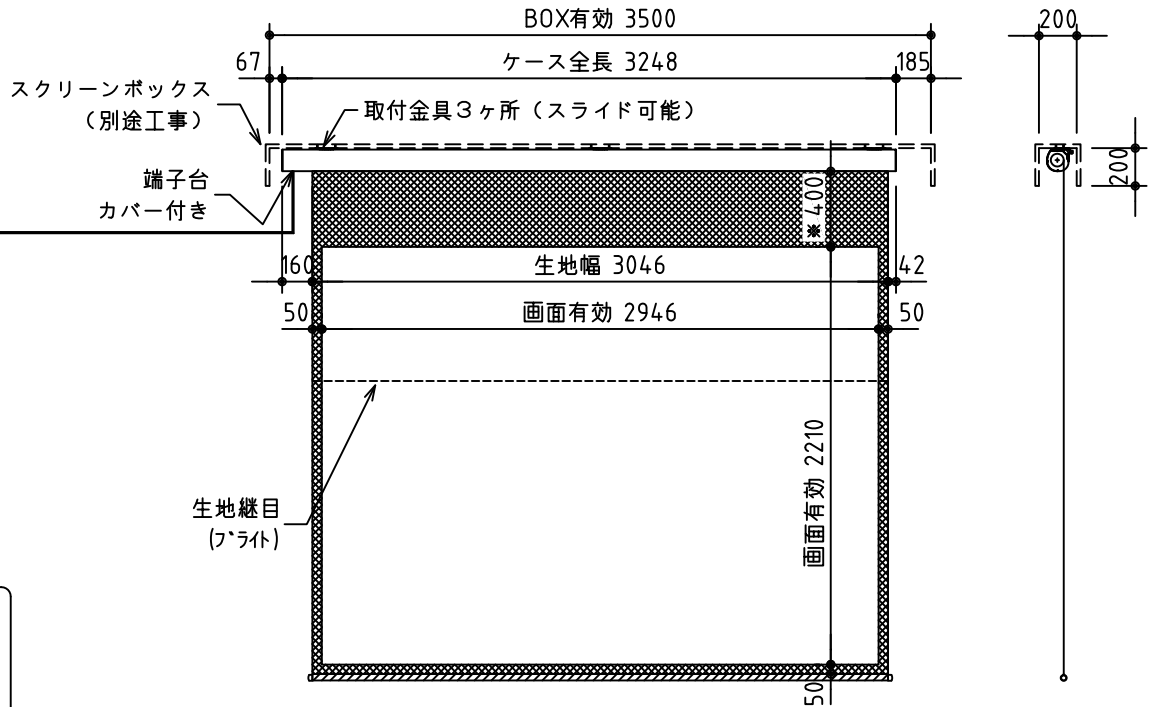 BOX有効 3500
200
67
ケース全長 3248
185
スクリーンボックス
（別途工事）
取付金具３ヶ所（スライド可能）
200
端子台
カバー付き
※400
160
生地幅 3046
42
50
画面有効 2946
50
画面有効 2210
生地継目
(ﾌﾞﾗｲﾄ)
50